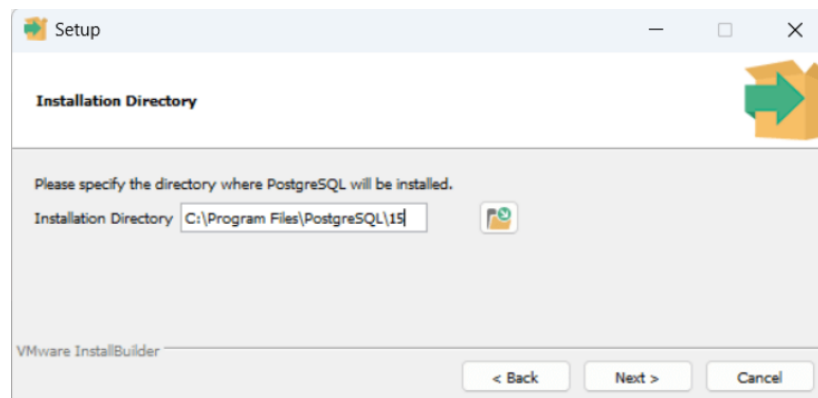 Setup
Installation Directory
Please specify the directory where PostgreSQL will be installed.
Installation Directory C:\Program Files\PostgreSQL\15
VMware InstallBuilder
< Back Next > Cancel